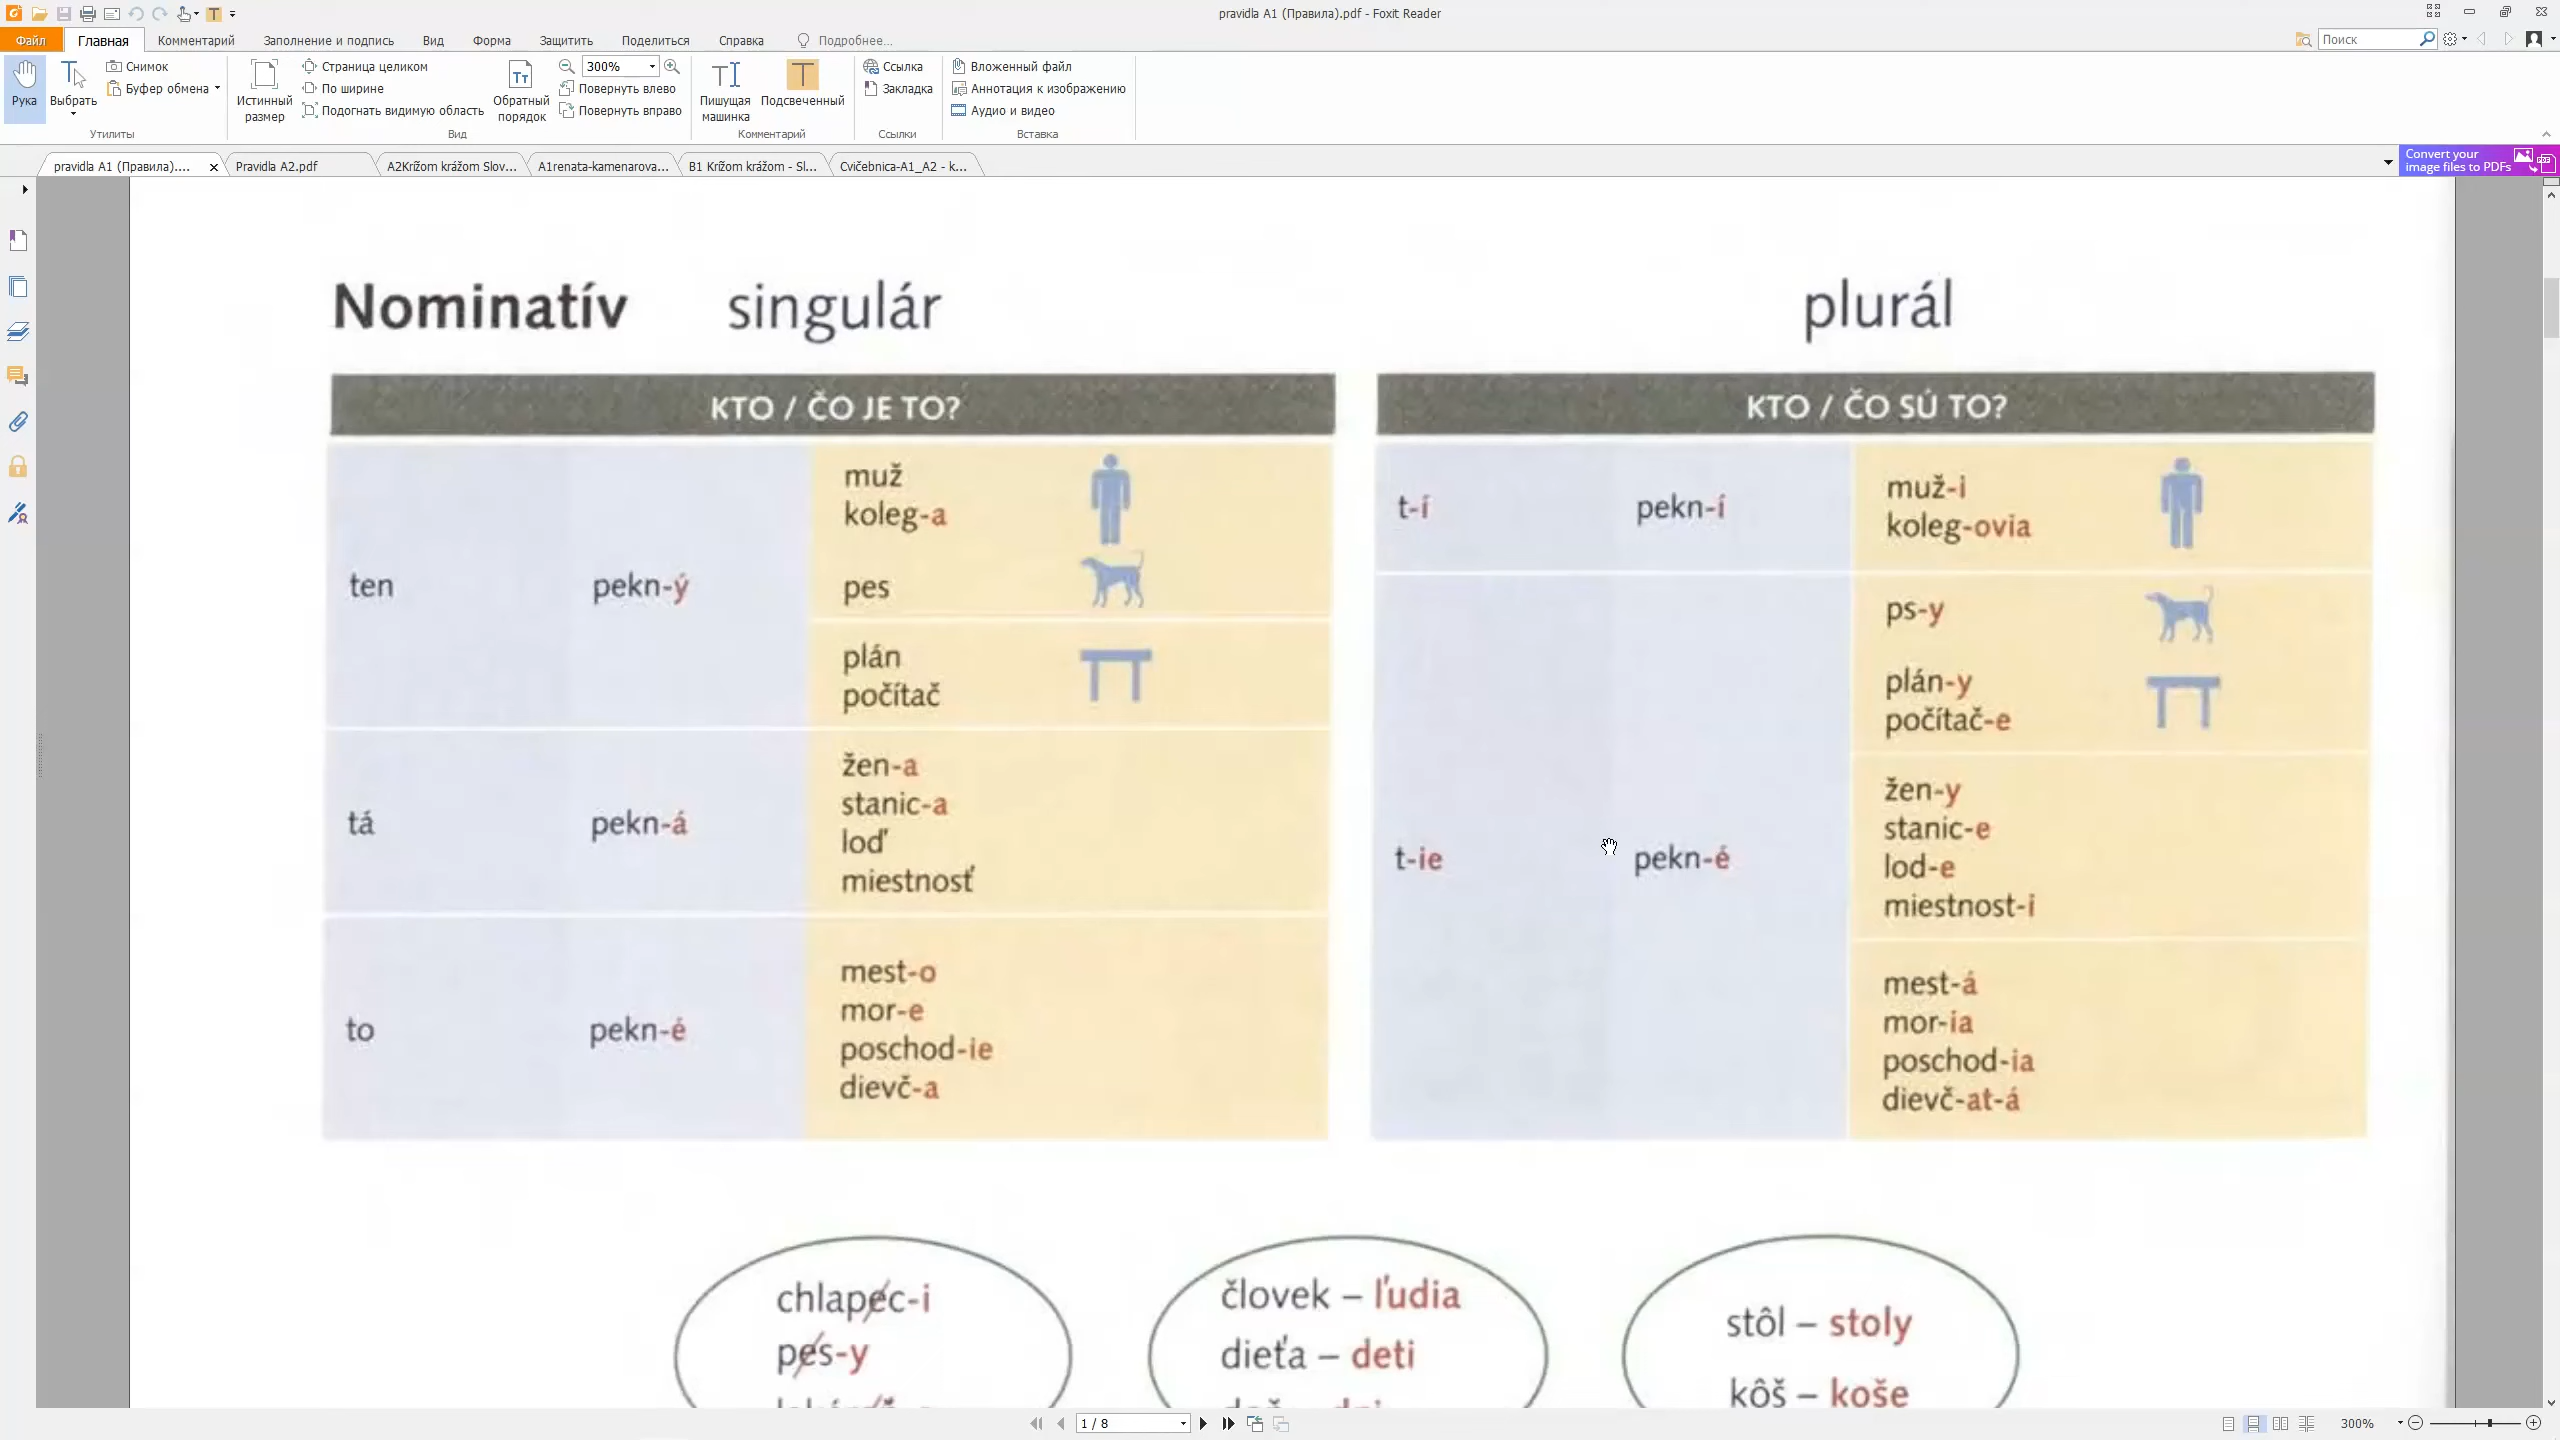 pravidla A1 (Правила).pdf - Foxit Reader
Файл Главная Комментарий Заполнение и подпись Вид Форма Защитить Поделиться Справка Подробнее... Поиск
Рука
Выбрать
Снимок
Буфер обмена
Утилиты
Истинный размер
Страница целиком
По ширине
Подогнать видимую область
Обратный порядок
300%
Повернуть влево
Повернуть вправо
Вид
Пишущая машинка
Подсвеченный
Комментарий
Ссылка
Закладка
Ссылки
Вложенный файл
Аннотация к изображению
Аудио и видео
Вставка
pravidla A1 (Правила).... Pravidla A2.pdf A2Krížom krážom Slov... A1renata-kamenarova... B1 Krížom krážom - Sl... Cvičebnica-A1_A2 - k...
Convert your
image files to PDFs
Nominatív singulár plurál
KTO / ČO JE TO?
ten pekn-ý
muž
koleg-a
pes
plán
počítač
tá pekn-á
žen-a
stanic-a
loď
miestnosť
to pekn-é
mest-o
mor-e
poschod-ie
dievč-a
KTO / ČO SÚ TO?
t-í pekn-í
muž-i
koleg-ovia
t-ie pekn-é
ps-y
plán-y
počítač-e
žen-y
stanic-e
lod-e
miestnost-i
mest-á
mor-ia
poschod-ia
dievč-at-á
chlapec-i
pes-y
človek – ľudia
dieťa – deti
stôl – stoly
kôš – koše
1 / 8
300%